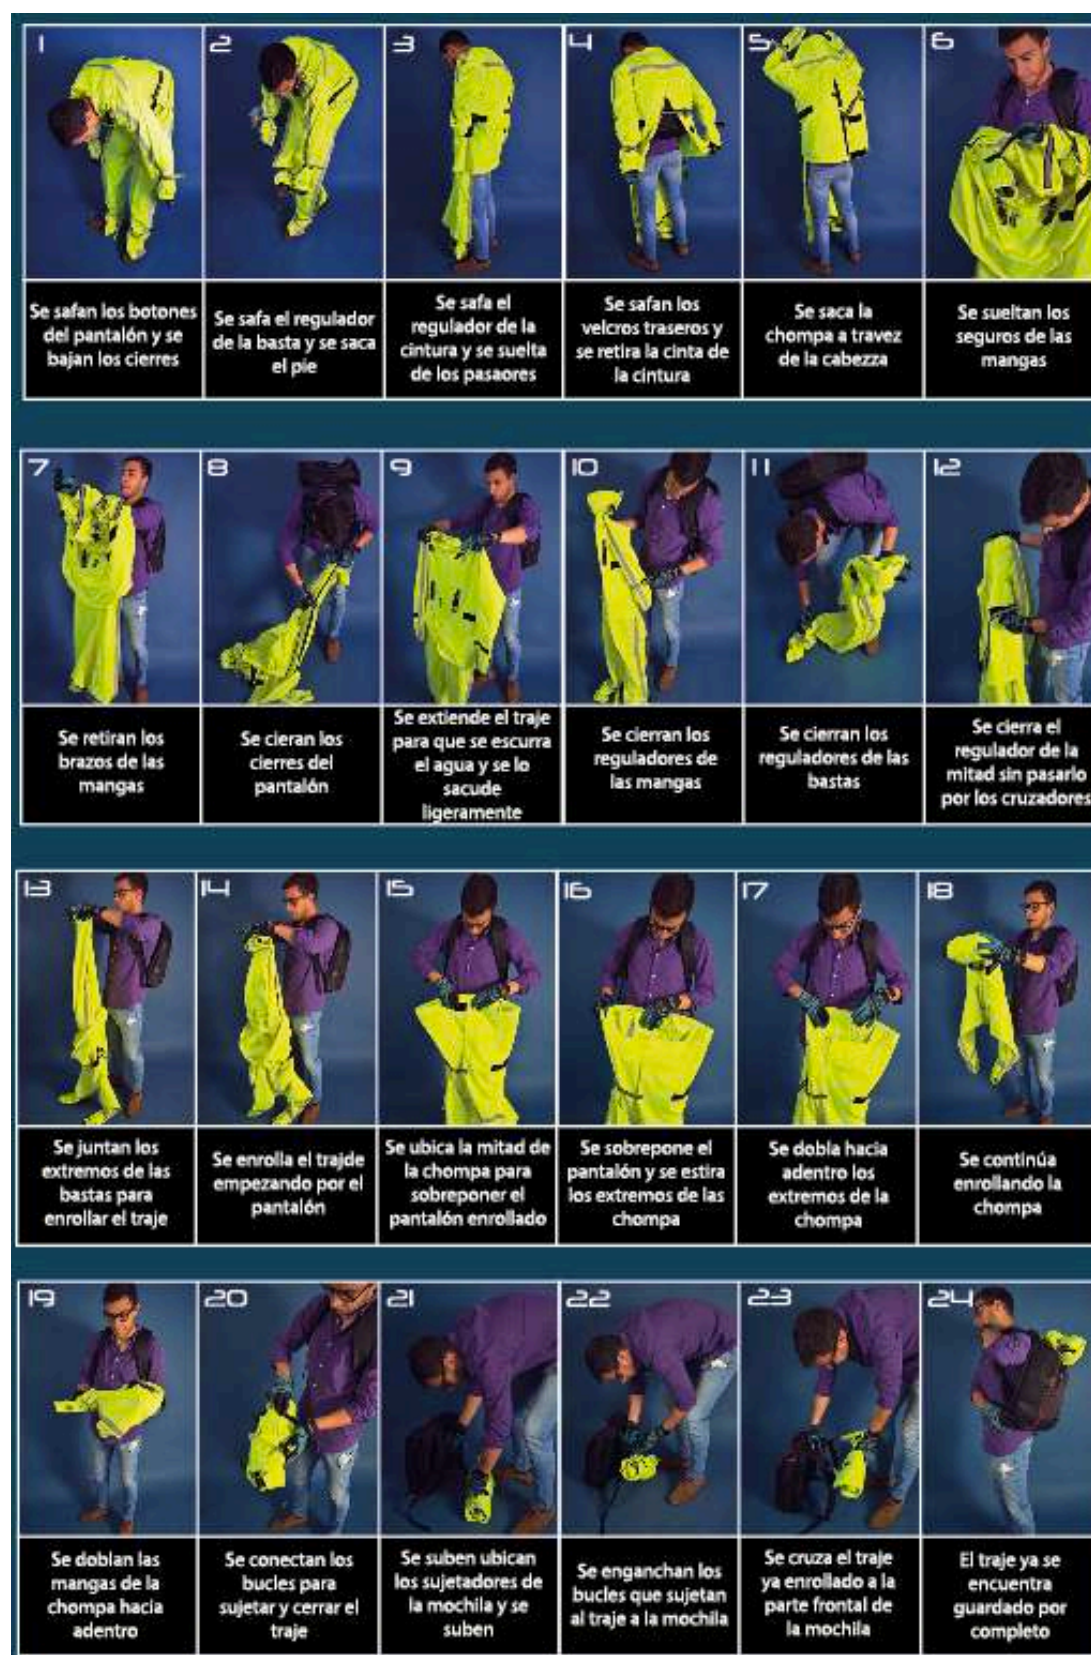 1
Se safan los botones
del pantalón y se
bajan los cierres
2
Se safa el regulador
de la basta y se saca
el pie
3
Se safa el
regulador de la
cintura y se suelta
de los pasaores
4
Se safan los
velcros traseros y
se retira la cinta de
la cintura
5
Se saca la
chompa a travez
de la cabezza
6
Se sueltan los
seguros de las
mangas
7
Se retiran los
brazos de las
mangas
8
Se cieran los
cierres del
pantalón
9
Se extiende el traje
para que se escurra
el agua y se lo
sacude
ligeramente
10
Se cierran los
reguladores de
las mangas
11
Se cierran los
reguladores de las
bastas
12
Se cierra el
regulador de la
mitad sin pasarlo
por los cruzadores
13
Se juntan los
extremos de las
bastas para
enrollar el traje
14
Se enrolla el trajde
empezando por el
pantalón
15
Se ubica la mitad de
la chompa para
sobreponer el
pantalón enrollado
16
Se sobrepone el
pantalón y se estira
los extremos de las
chompa
17
Se dobla hacia
adentro los
extremos de la
chompa
18
Se continúa
enrollando la
chompa
19
Se doblan las
mangas de la
chompa hacia
adentro
20
Se conectan los
bucles para
sujetar y cerrar el
traje
21
Se suben ubican
los sujetadores de
la mochila y se
suben
22
Se enganchan los
bucles que sujetan
al traje a la mochila
23
Se cruza el traje
ya enrollado a la
parte frontal de
la mochila
24
El traje ya se
encuentra
guardado por
completo